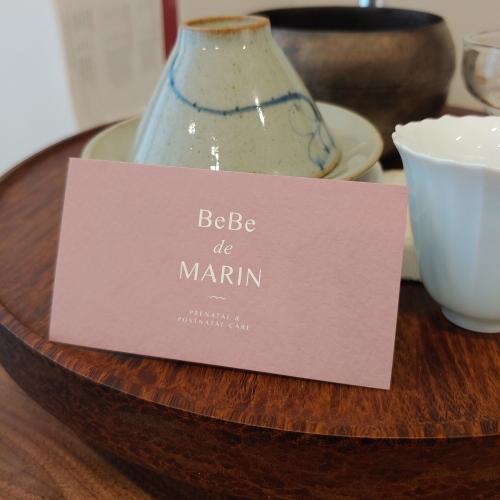 BeBe
de
MARIN
PRENATAL &
POSTNATAL CARE